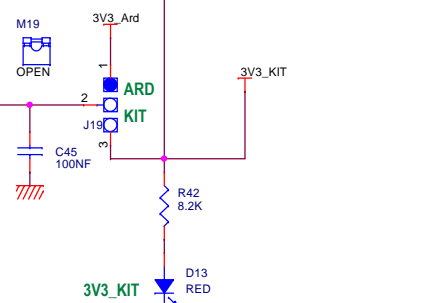 M19
OPEN
3V3_Ard
1
ARD
2
KIT
J19
3
3V3_KIT
C45
100NF
R42
8.2K
D13
RED
3V3_KIT